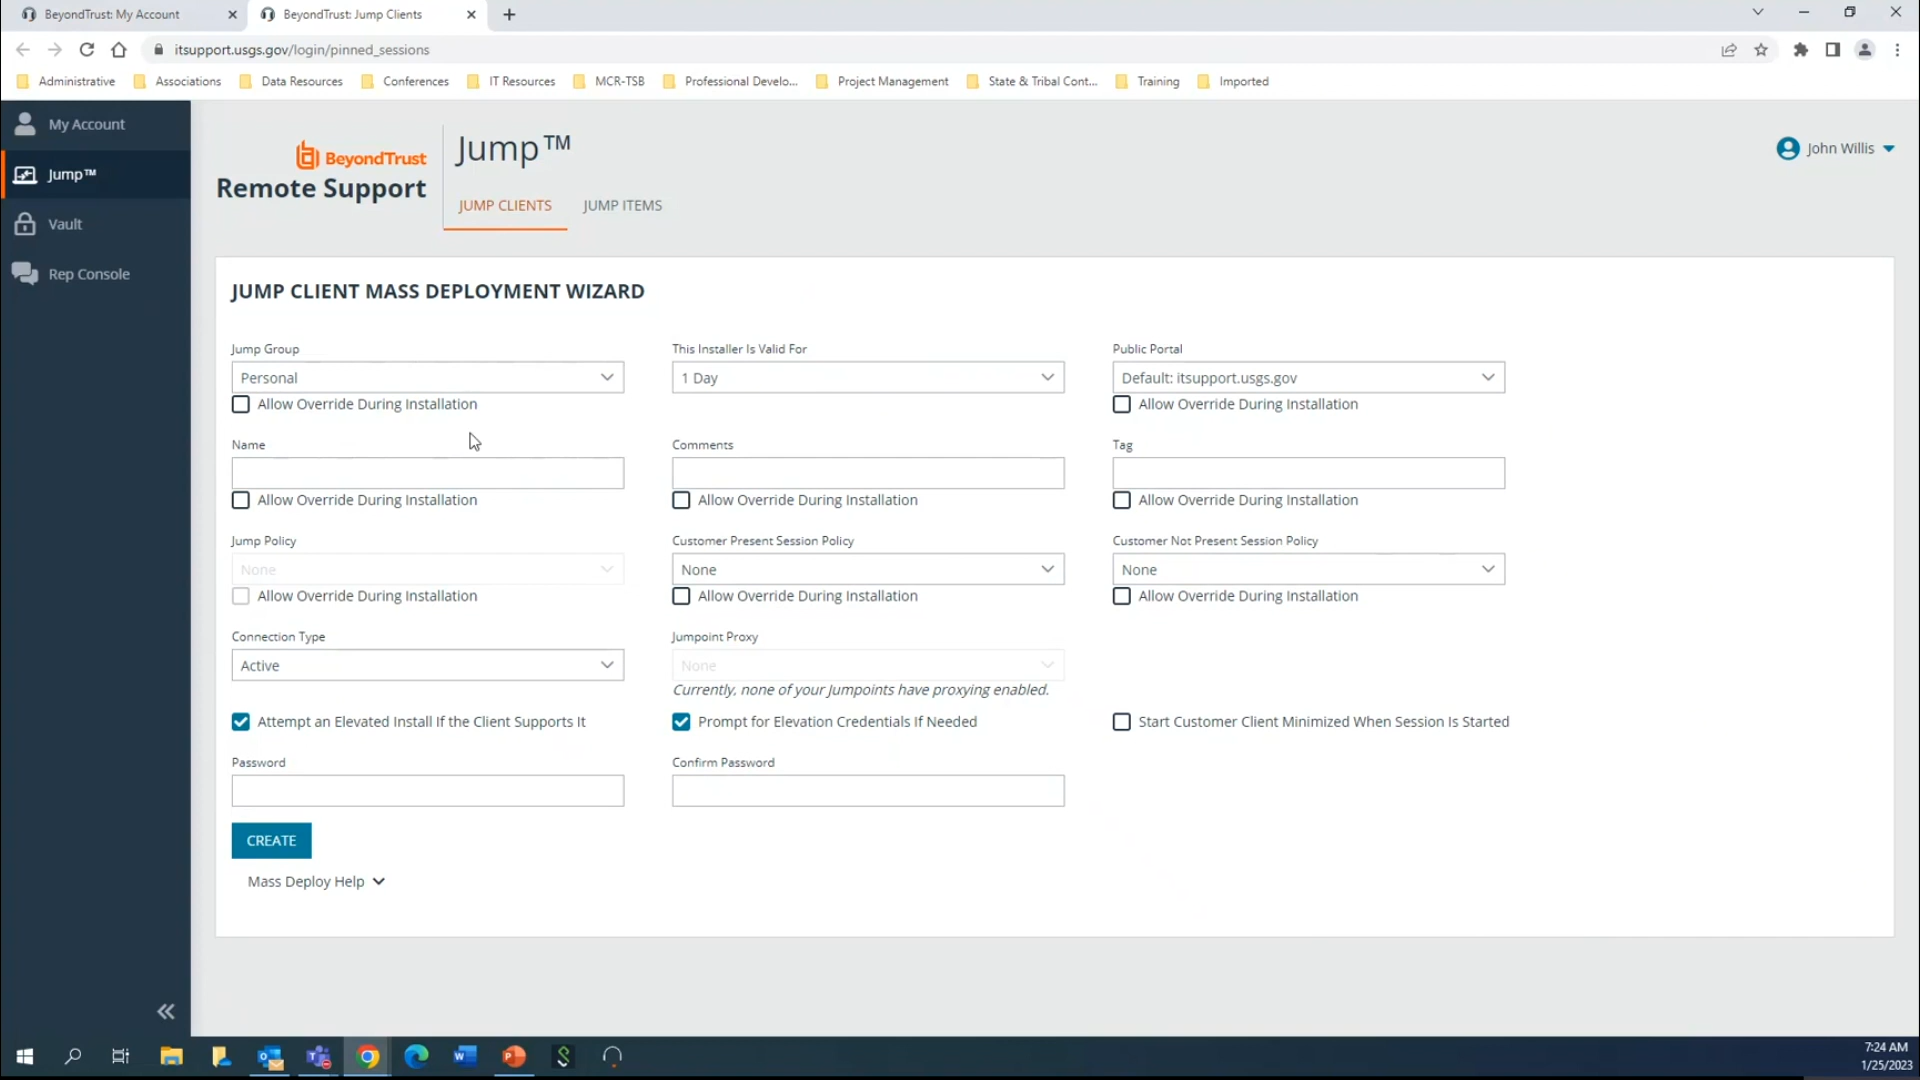 BeyondTrust: My Account
BeyondTrust: Jump Clients
itsupport.usgs.gov/login/pinned_sessions
Administrative Associations Data Resources Conferences IT Resources MCR-TSB Professional Develo... Project Management State & Tribal Cont... Training Imported
My Account
Jump™
Vault
Rep Console
BeyondTrust
Remote Support
Jump™
JUMP CLIENTS JUMP ITEMS
John Willis
JUMP CLIENT MASS DEPLOYMENT WIZARD
Jump Group This Installer Is Valid For Public Portal
Personal 1 Day Default: itsupport.usgs.gov
Allow Override During Installation Allow Override During Installation
Name Comments Tag
Allow Override During Installation Allow Override During Installation Allow Override During Installation
Jump Policy Customer Present Session Policy Customer Not Present Session Policy
None None None
Allow Override During Installation Allow Override During Installation Allow Override During Installation
Connection Type Jumpoint Proxy
Active None
Currently, none of your Jumpoints have proxying enabled.
Attempt an Elevated Install If the Client Supports It Prompt for Elevation Credentials If Needed Start Customer Client Minimized When Session Is Started
Password Confirm Password
CREATE
Mass Deploy Help
7:24 AM
1/25/2023